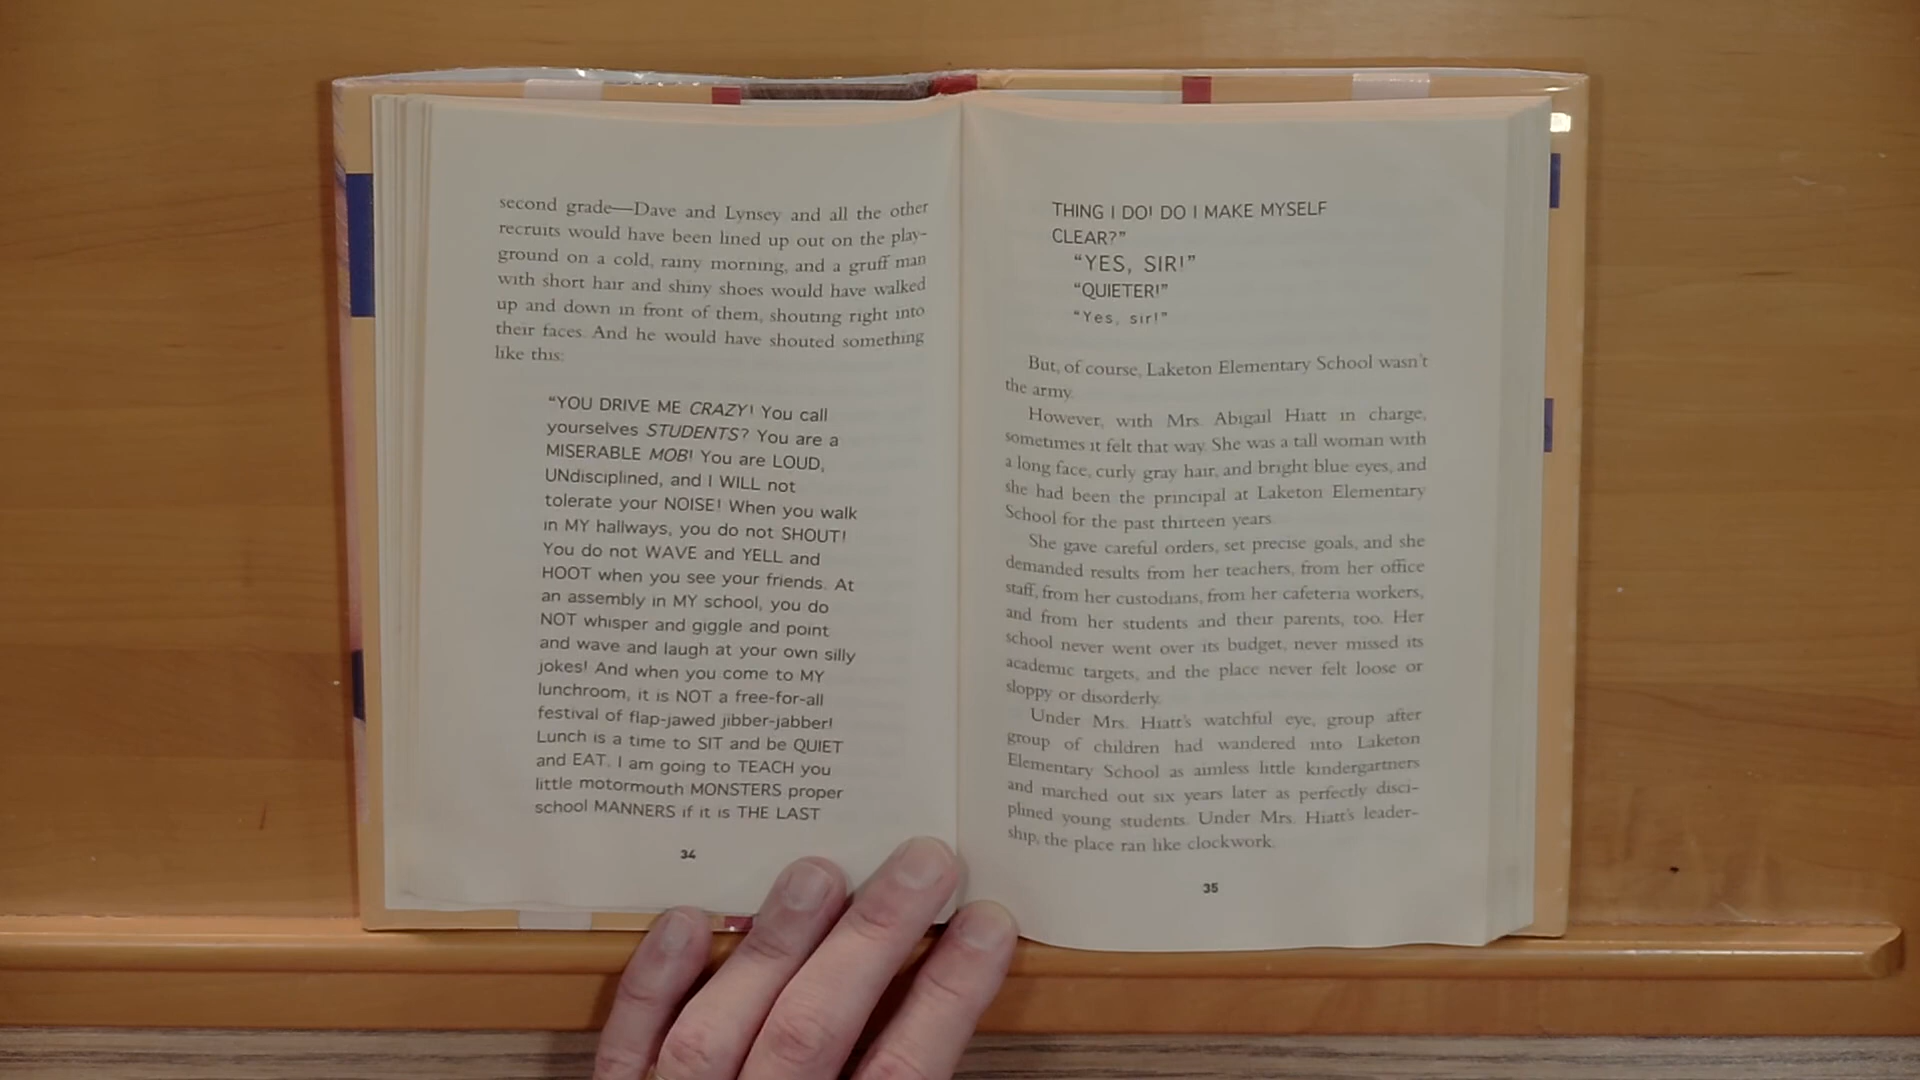 second grade—Dave and Lynsey and all the other
recruits would have been lined up out on the play-
ground on a cold, rainy morning, and a gruff man
with short hair and shiny shoes would have walked
up and down in front of them, shouting right into
their faces. And he would have shouted something
like this:
“YOU DRIVE ME CRAZY! You call
yourselves STUDENTS? You are a
MISERABLE MOB! You are LOUD,
UNdisciplined, and I WILL not
tolerate your NOISE! When you walk
in MY hallways, you do not SHOUT!
You do not WAVE and YELL and
HOOT when you see your friends. At
an assembly in MY school, you do
NOT whisper and giggle and point
and wave and laugh at your own silly
jokes! And when you come to MY
lunchroom, it is NOT a free-for-all
festival of flap-jawed jibber-jabber!
Lunch is a time to SIT and be QUIET
and EAT. I am going to TEACH you
little motormouth MONSTERS proper
school MANNERS if it is THE LAST
34
THING I DO! DO I MAKE MYSELF
CLEAR?”
“YES, SIR!”
“QUIETER!”
“Yes, sir!”
But, of course, Laketon Elementary School wasn’t
the army.
However, with Mrs. Abigail Hiatt in charge,
sometimes it felt that way. She was a tall woman with
a long face, curly gray hair, and bright blue eyes, and
she had been the principal at Laketon Elementary
School for the past thirteen years.
She gave careful orders, set precise goals, and she
demanded results from her teachers, from her office
staff, from her custodians, from her cafeteria workers,
and from her students and their parents, too. Her
school never went over its budget, never missed its
academic targets, and the place never felt loose or
sloppy or disorderly.
Under Mrs. Hiatt’s watchful eye, group after
group of children had wandered into Laketon
Elementary School as aimless little kindergartners
and marched out six years later as perfectly disci-
plined young students. Under Mrs. Hiatt’s leader-
ship, the place ran like clockwork.
35